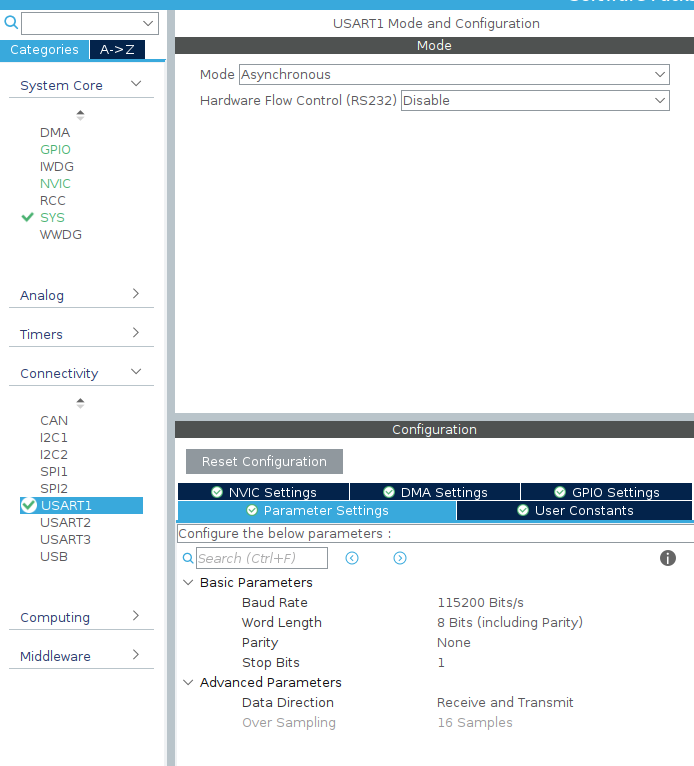 USART1 Mode and Configuration
Categories
A->Z
Mode
System Core
DMA
GPIO
IWDG
NVIC
RCC
SYS
WWDG
Analog
Timers
Connectivity
CAN
I2C1
I2C2
SPI1
SPI2
USART1
USART2
USART3
USB
Computing
Middleware
Mode Asynchronous
Hardware Flow Control (RS232) Disable
Configuration
Reset Configuration
NVIC Settings
DMA Settings
GPIO Settings
Parameter Settings
User Constants
Configure the below parameters :
Search (Ctrl+F)
Basic Parameters
Baud Rate 115200 Bits/s
Word Length 8 Bits (including Parity)
Parity None
Stop Bits 1
Advanced Parameters
Data Direction Receive and Transmit
Over Sampling 16 Samples